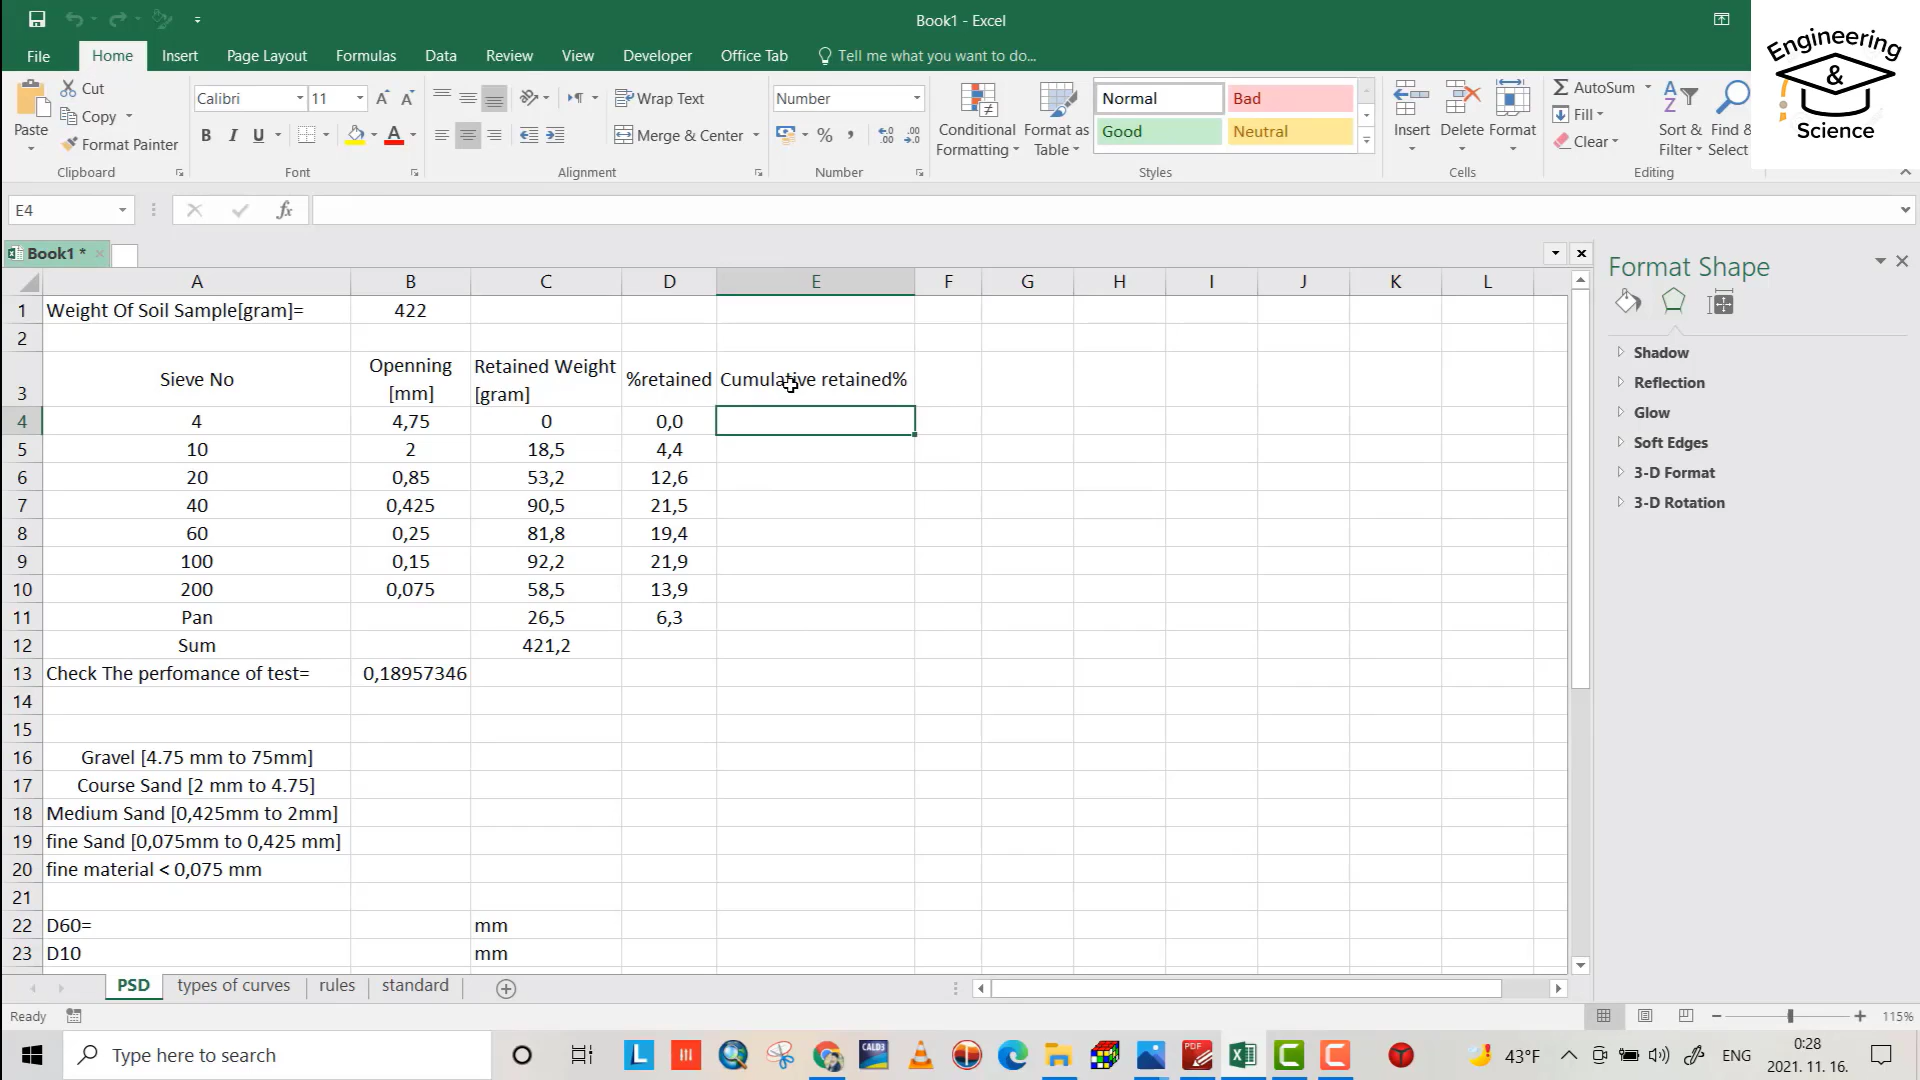 Book1 - Excel
Engineering
&
Science
File Home Insert Page Layout Formulas Data Review View Developer Office Tab Tell me what you want to do...
Paste
Cut
Copy
Format Painter
Clipboard
Calibri 11
B I U
A A
Font
Wrap Text
Merge & Center
Alignment
Number
%
Number
Conditional Formatting
Format as Table
Normal Bad
Good Neutral
Styles
Insert Delete Format
Cells
AutoSum
Fill
Clear
Sort & Filter
Find & Select
Editing
E4 fx
Book1 *
A B C D E F G H I J K L
1 Weight Of Soil Sample[gram]= 422
2
3 Sieve No Openning [mm] Retained Weight [gram] %retained Cumulative retained%
4 4 4,75 0 0,0
5 10 2 18,5 4,4
6 20 0,85 53,2 12,6
7 40 0,425 90,5 21,5
8 60 0,25 81,8 19,4
9 100 0,15 92,2 21,9
10 200 0,075 58,5 13,9
11 Pan 26,5 6,3
12 Sum 421,2
13 Check The perfomance of test= 0,18957346
14
15
16 Gravel [4.75 mm to 75mm]
17 Course Sand [2 mm to 4.75]
18 Medium Sand [0,425mm to 2mm]
19 fine Sand [0,075mm to 0,425 mm]
20 fine material < 0,075 mm
21
22 D60= mm
23 D10 mm
Format Shape
Shadow
Reflection
Glow
Soft Edges
3-D Format
3-D Rotation
PSD types of curves rules standard
Ready
115%
Type here to search
CALD3
PDF
43°F
ENG
0:28
2021. 11. 16.